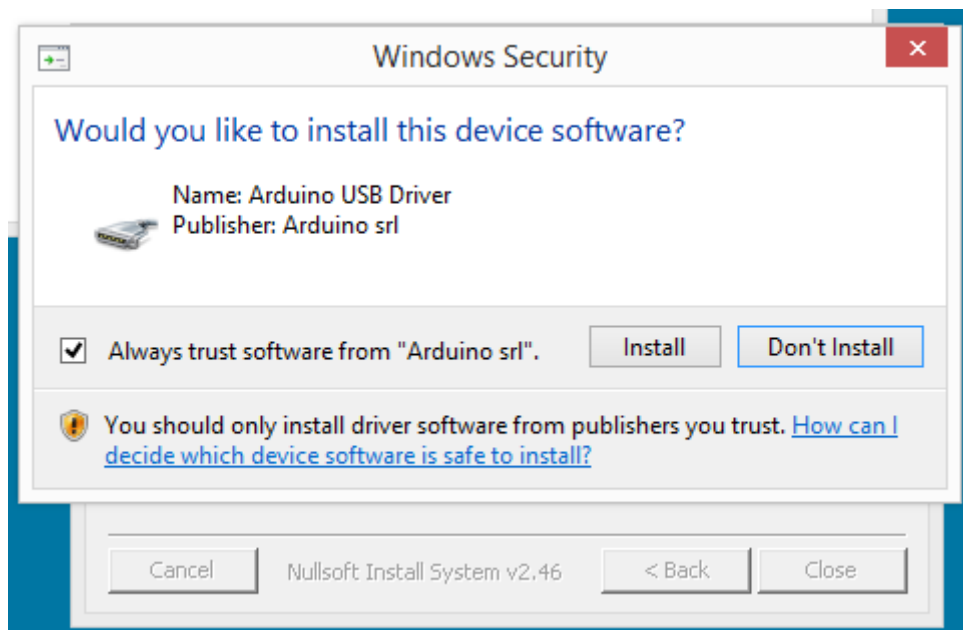 Windows Security
Would you like to install this device software?
Name: Arduino USB Driver
Publisher: Arduino srl
Always trust software from "Arduino srl".
Install
Don't Install
You should only install driver software from publishers you trust. How can I
decide which device software is safe to install?
Cancel
Nullsoft Install System v2.46
< Back
Close